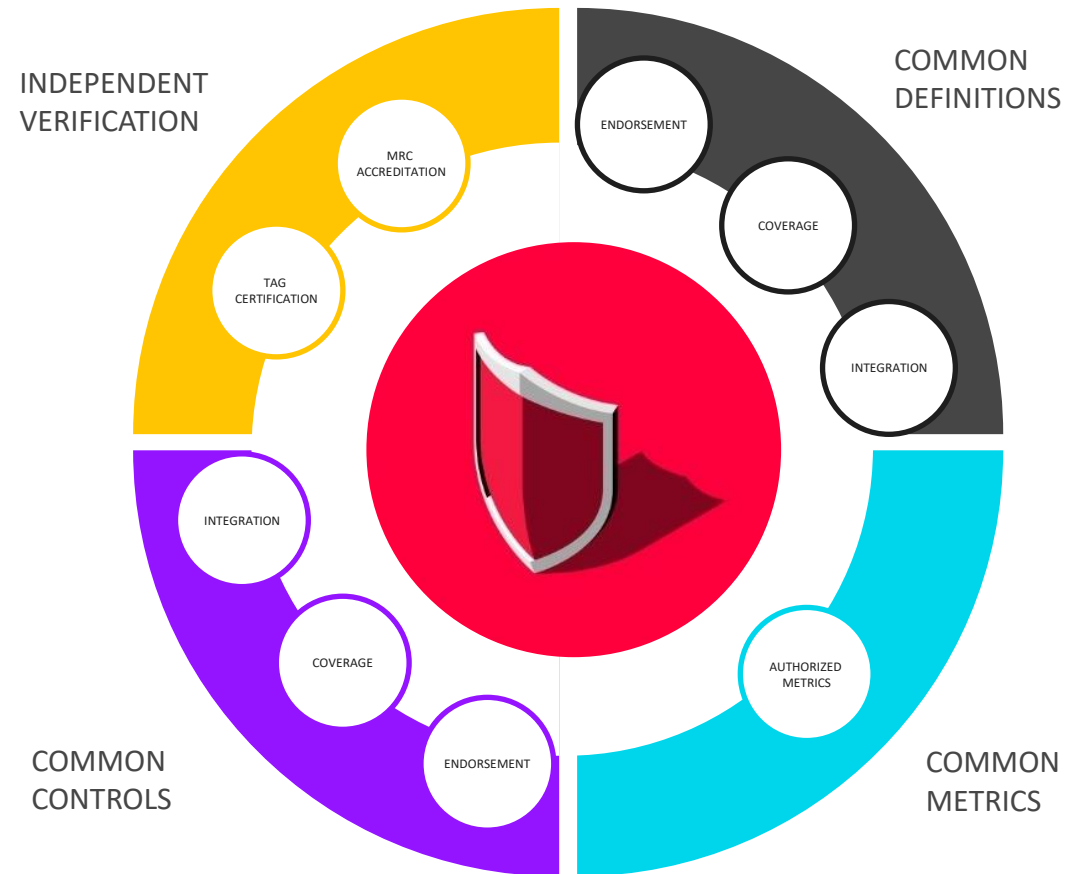 INDEPENDENT
VERIFICATION
COMMON
DEFINITIONS
ENDORSEMENT
MRC
ACCREDITATION
COVERAGE
TAG
CERTIFICATION
INTEGRATION
INTEGRATION
COVERAGE
AUTHORIZED
METRICS
ENDORSEMENT
COMMON
CONTROLS
COMMON
METRICS